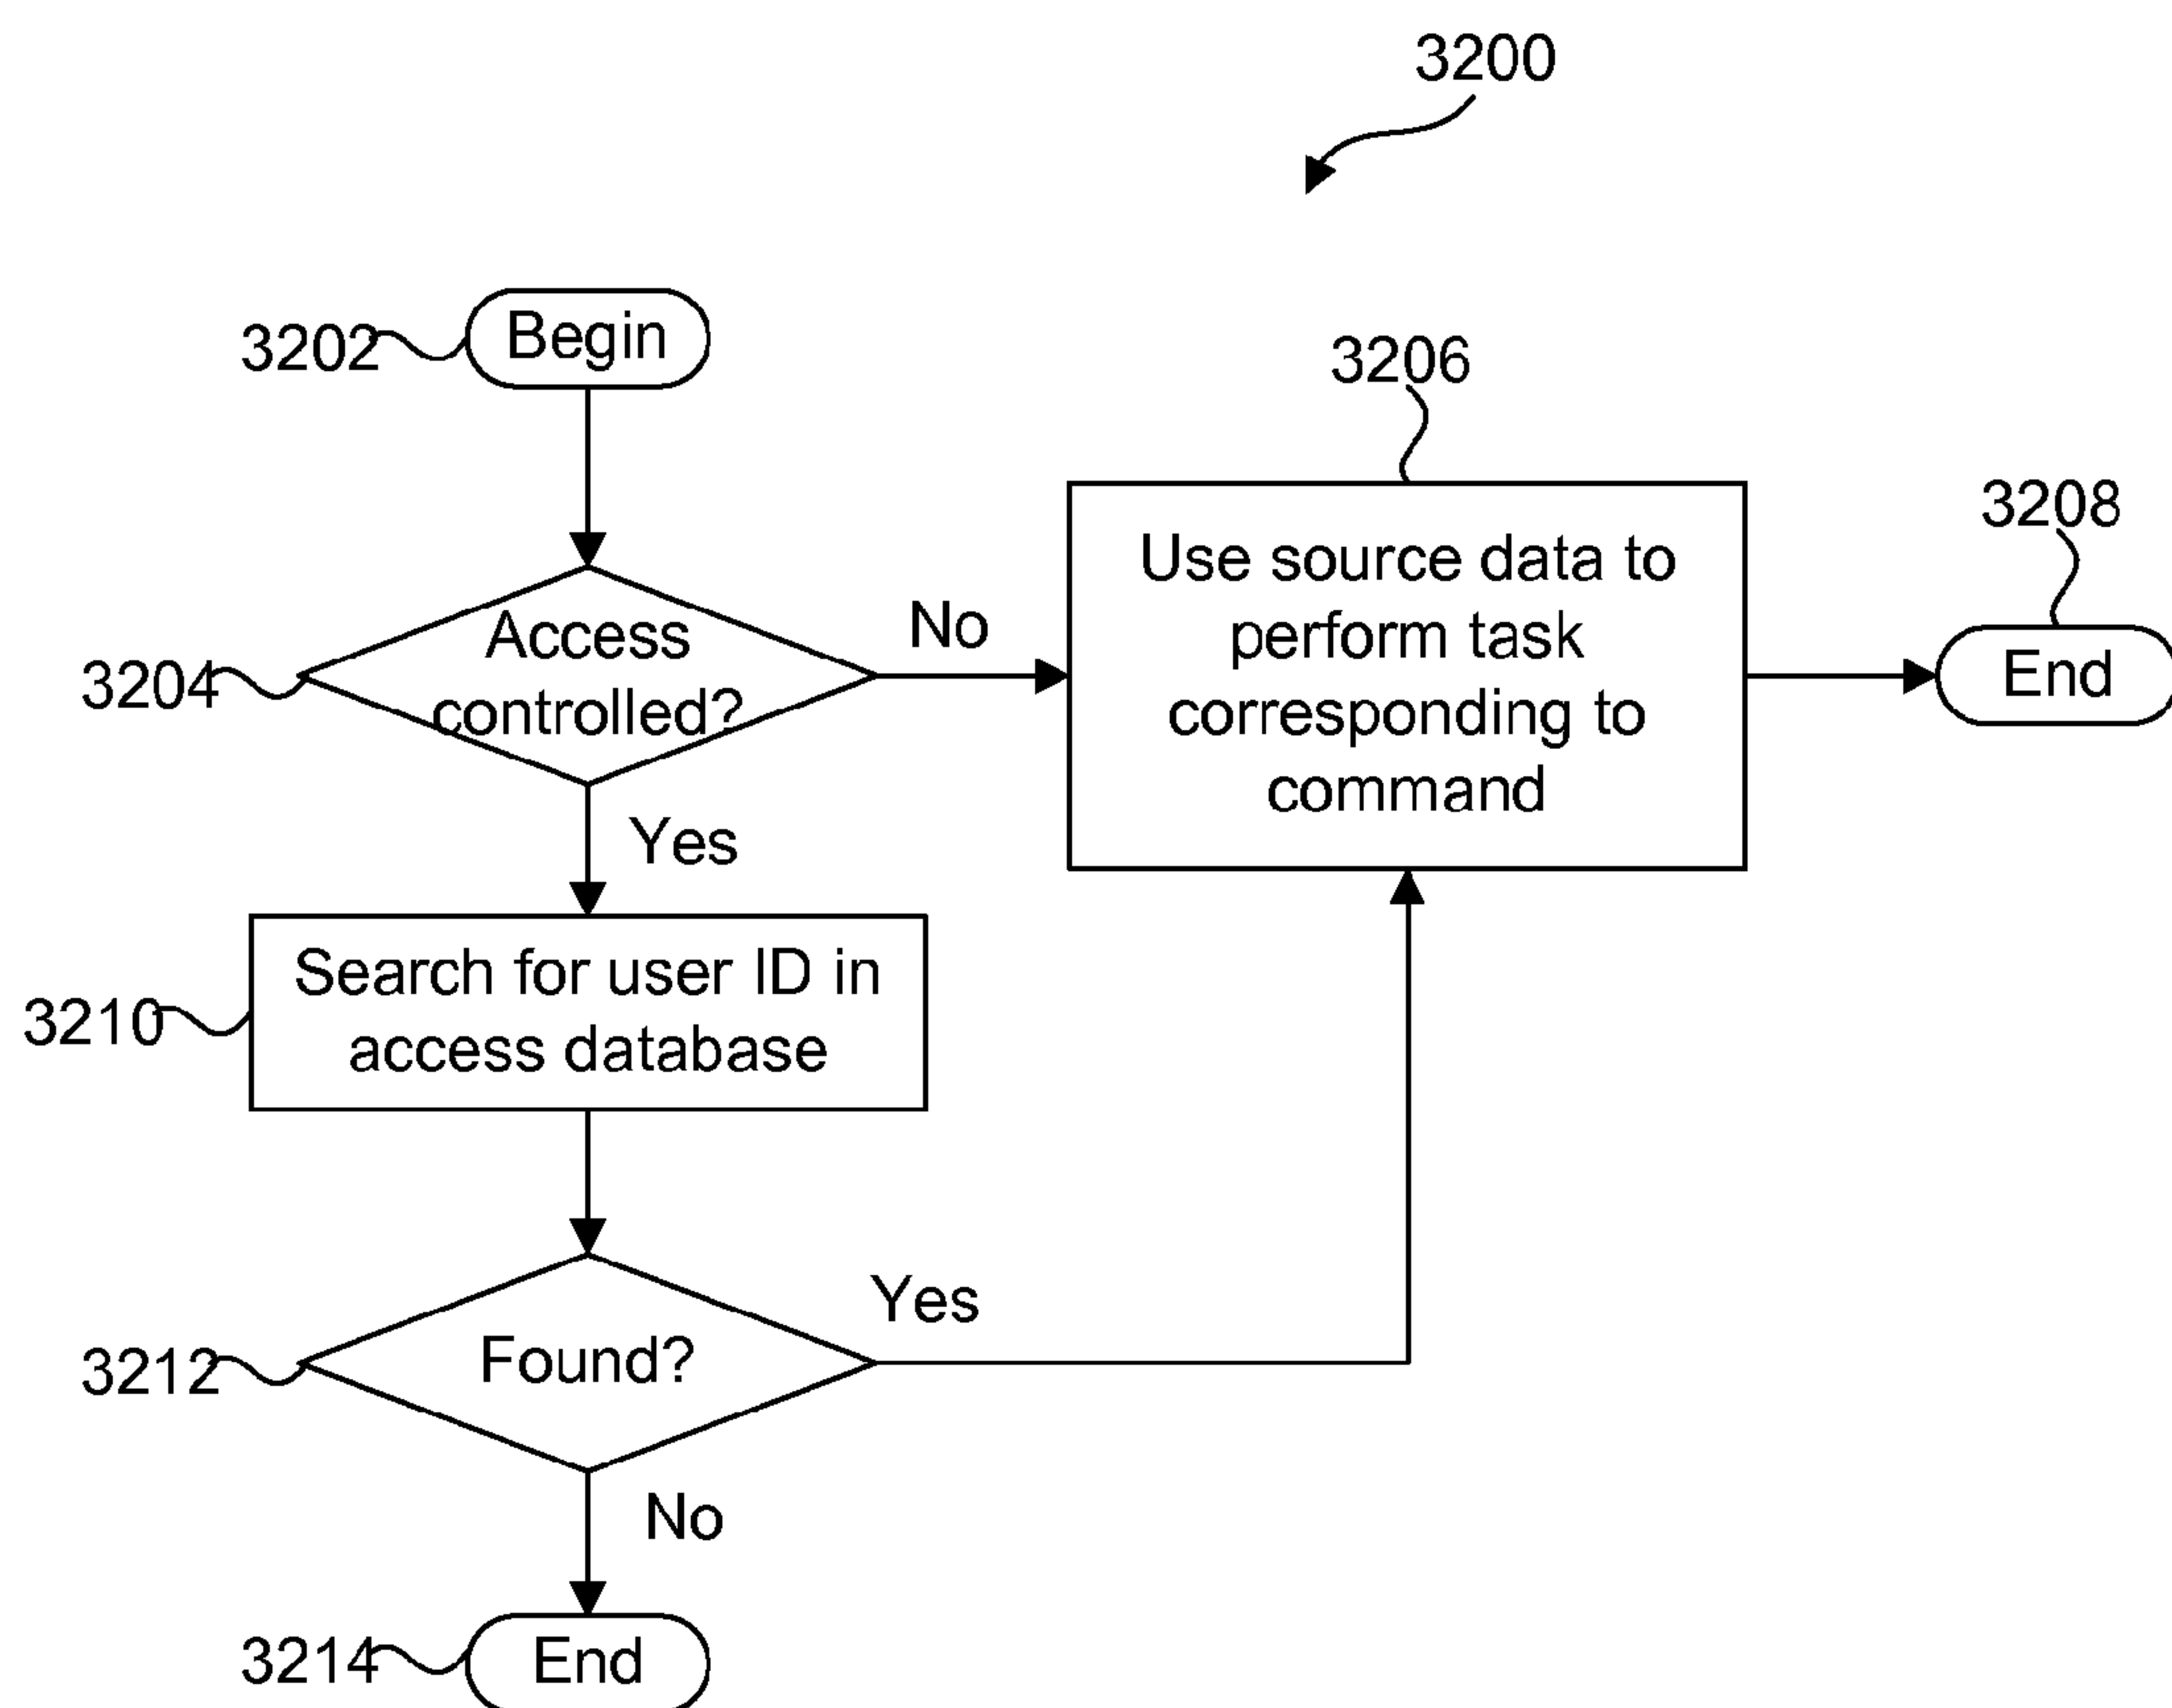 3200
3202
Begin
3206
Use source data to
perform task
corresponding to
command
3208
End
3204
Access
controlled?
No
Yes
3210
Search for user ID in
access database
3212
Found?
Yes
No
3214
End